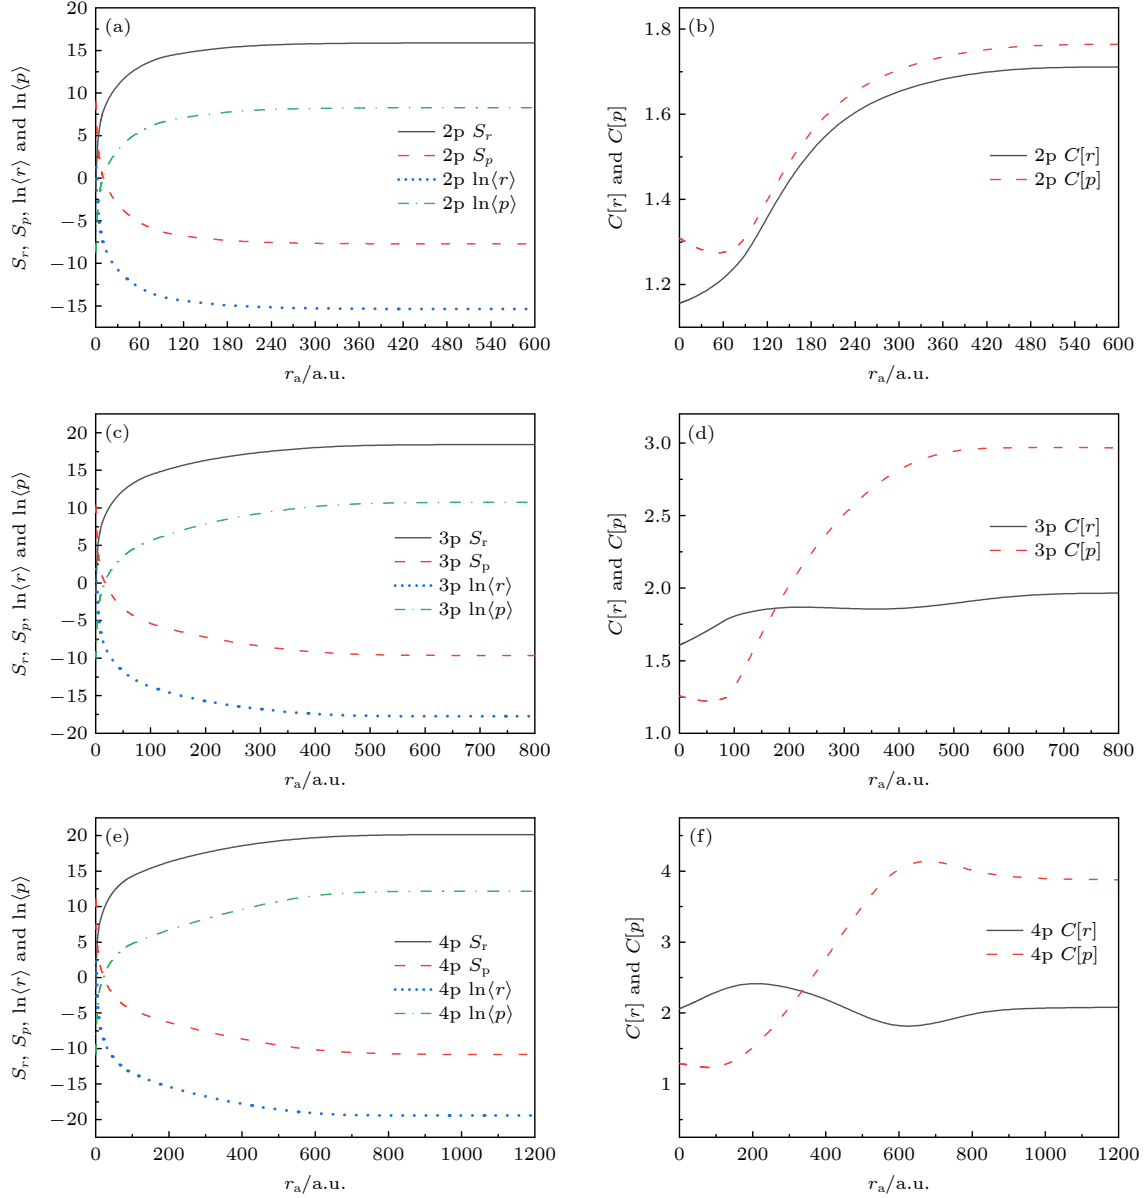 (a)
20
15
10
5
0
−5
−10
−15
S_r, S_p, ln⟨r⟩ and ln⟨p⟩
2p S_r
2p S_p
2p ln⟨r⟩
2p ln⟨p⟩
0 60 120 180 240 300 360 420 480 540 600
r_a/a.u.
(b)
1.8
1.6
1.4
1.2
C[r] and C[p]
2p C[r]
2p C[p]
0 60 120 180 240 300 360 420 480 540 600
r_a/a.u.
(c)
20
15
10
5
0
−5
−10
−15
−20
S_r, S_p, ln⟨r⟩ and ln⟨p⟩
3p S_r
3p S_p
3p ln⟨r⟩
3p ln⟨p⟩
0 100 200 300 400 500 600 700 800
r_a/a.u.
(d)
3.0
2.5
2.0
1.5
1.0
C[r] and C[p]
3p C[r]
3p C[p]
0 100 200 300 400 500 600 700 800
r_a/a.u.
(e)
20
15
10
5
0
−5
−10
−15
−20
S_r, S_p, ln⟨r⟩ and ln⟨p⟩
4p S_r
4p S_p
4p ln⟨r⟩
4p ln⟨p⟩
0 200 400 600 800 1000 1200
r_a/a.u.
(f)
4
3
2
1
C[r] and C[p]
4p C[r]
4p C[p]
0 200 400 600 800 1000 1200
r_a/a.u.